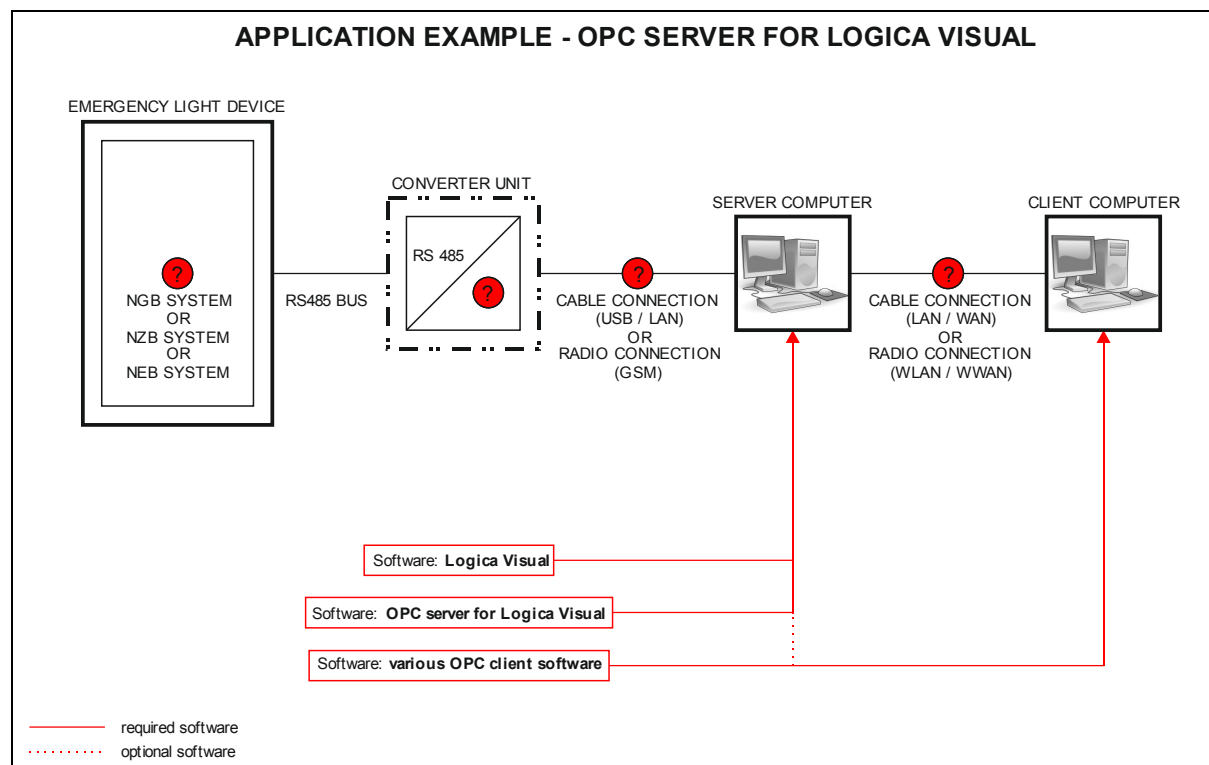 APPLICATION EXAMPLE - OPC SERVER FOR LOGICA VISUAL
EMERGENCY LIGHT DEVICE
?
NGB SYSTEM
OR
NZB SYSTEM
OR
NEB SYSTEM
RS485 BUS
CONVERTER UNIT
RS 485
?
?
CABLE CONNECTION
(USB / LAN)
OR
RADIO CONNECTION
(GSM)
SERVER COMPUTER
?
CABLE CONNECTION
(LAN / WAN)
OR
RADIO CONNECTION
(WLAN / WWAN)
CLIENT COMPUTER
Software: Logica Visual
Software: OPC server for Logica Visual
Software: various OPC client software
required software
optional software